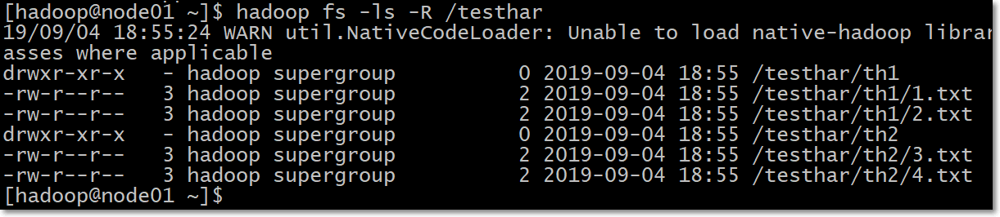 [hadoop@node01 ~]$ hadoop fs -ls -R /testhar
19/09/04 18:55:24 WARN util.NativeCodeLoader: Unable to load native-hadoop librar
asses where applicable
drwxr-xr-x   - hadoop supergroup          0 2019-09-04 18:55 /testhar/th1
-rw-r--r--   3 hadoop supergroup          2 2019-09-04 18:55 /testhar/th1/1.txt
-rw-r--r--   3 hadoop supergroup          2 2019-09-04 18:55 /testhar/th1/2.txt
drwxr-xr-x   - hadoop supergroup          0 2019-09-04 18:55 /testhar/th2
-rw-r--r--   3 hadoop supergroup          2 2019-09-04 18:55 /testhar/th2/3.txt
-rw-r--r--   3 hadoop supergroup          2 2019-09-04 18:55 /testhar/th2/4.txt
[hadoop@node01 ~]$